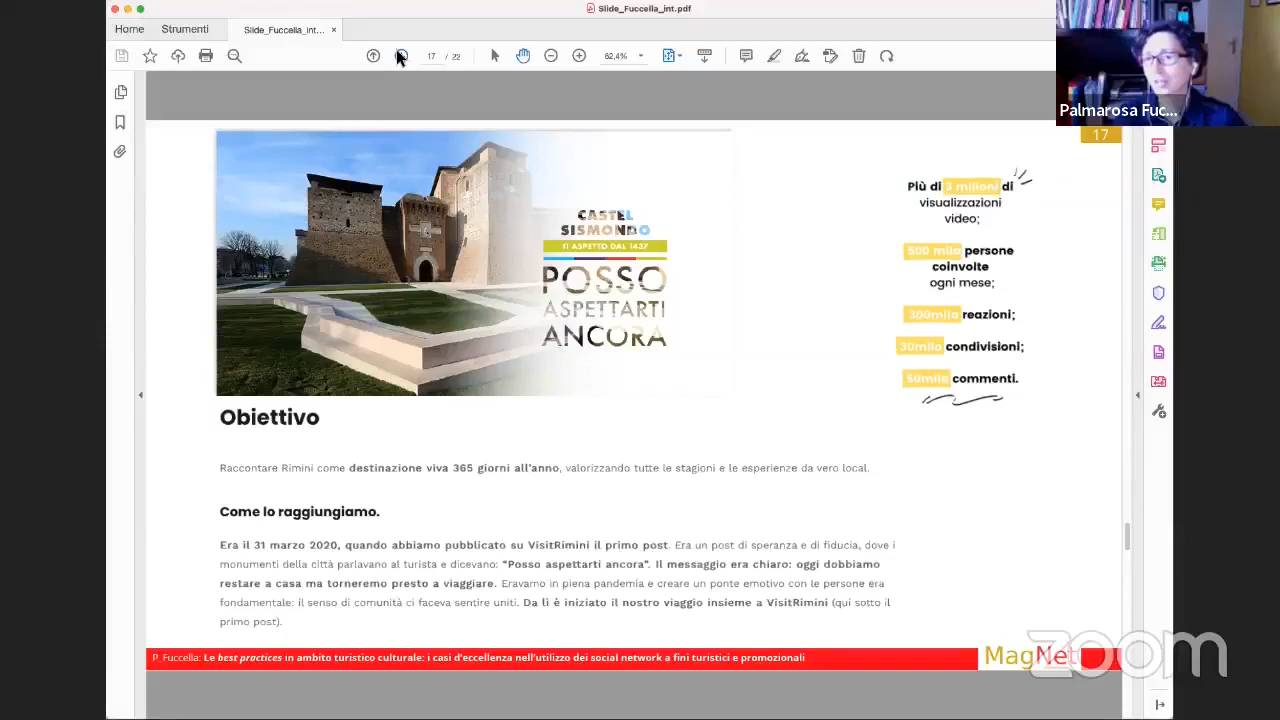 Slide_Fuccella_int.pdf
Home
Strumenti
Slide_Fuccella_int...
×
17 / 22
62,4%
Palmarosa Fuc...
17
CASTEL
SISMONDO
TI ASPETTO DAL 1437
POSSO
ASPETTARTI
ANCORA
Più di 3 milioni di
visualizzazioni
video;
500 mila persone
coinvolte
ogni mese;
300mila reazioni;
30mila condivisioni;
60mila commenti.
Obiettivo
Raccontare Rimini come destinazione viva 365 giorni all'anno, valorizzando tutte le stagioni e le esperienze da vero local.
Come lo raggiungiamo.
Era il 31 marzo 2020, quando abbiamo pubblicato su VisitRimini il primo post. Era un post di speranza e di fiducia, dove i
monumenti della città parlavano al turista e dicevano: "Posso aspettarti ancora". Il messaggio era chiaro: oggi dobbiamo
restare a casa ma torneremo presto a viaggiare. Eravamo in piena pandemia e creare un ponte emotivo con le persone era
fondamentale: il senso di comunità ci faceva sentire uniti. Da lì è iniziato il nostro viaggio insieme a VisitRimini (qui sotto il
primo post).
P_Fuccella: Le best practices in ambito turistico culturale: i casi d'eccellenza nell'utilizzo dei social network a fini turistici e promozionali
MagNet
zoom